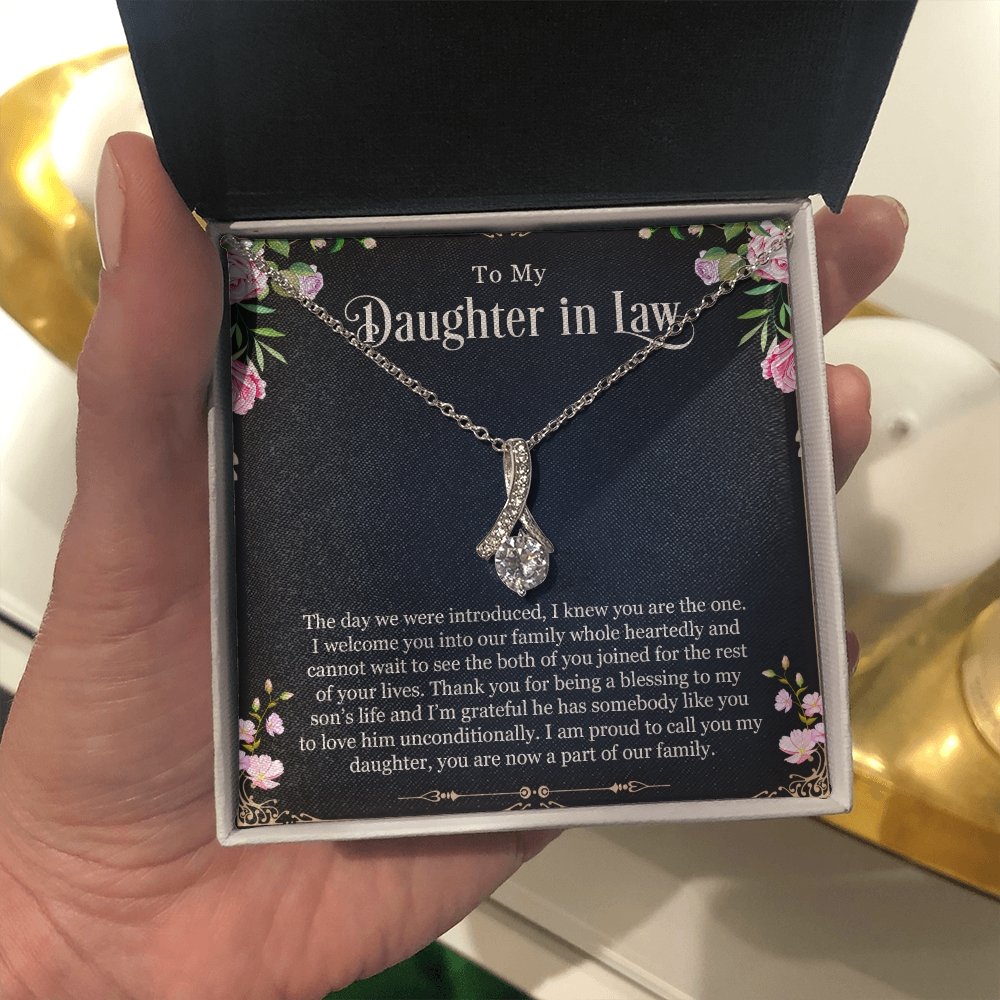 To My
Daughter in Law
The day we were introduced, I knew you are the one.
I welcome you into our family whole heartedly and
cannot wait to see the both of you joined for the rest
of your lives. Thank you for being a blessing to my
son's life and I'm grateful he has somebody like you
to love him unconditionally. I am proud to call you my
daughter, you are now a part of our family.